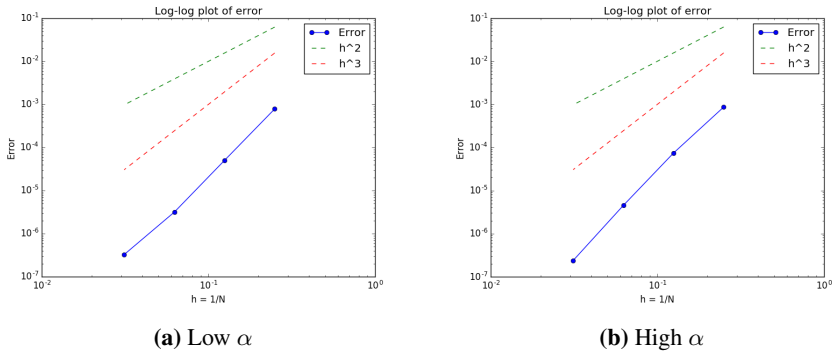 Log-log plot of error
Error
h^2
h^3
10^-1
10^-2
10^-3
10^-4
10^-5
10^-6
10^-7
Error
10^-2
10^-1
10^0
h = 1/N
(a) Low α
Log-log plot of error
Error
h^2
h^3
10^-1
10^-2
10^-3
10^-4
10^-5
10^-6
10^-7
Error
10^-2
10^-1
10^0
h = 1/N
(b) High α